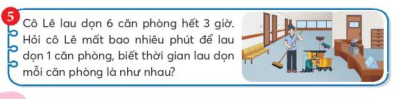 5
Cô Lê lau dọn 6 căn phòng hết 3 giờ.
Hỏi cô Lê mất bao nhiêu phút để lau
dọn 1 căn phòng, biết thời gian lau dọn
mỗi căn phòng là như nhau?